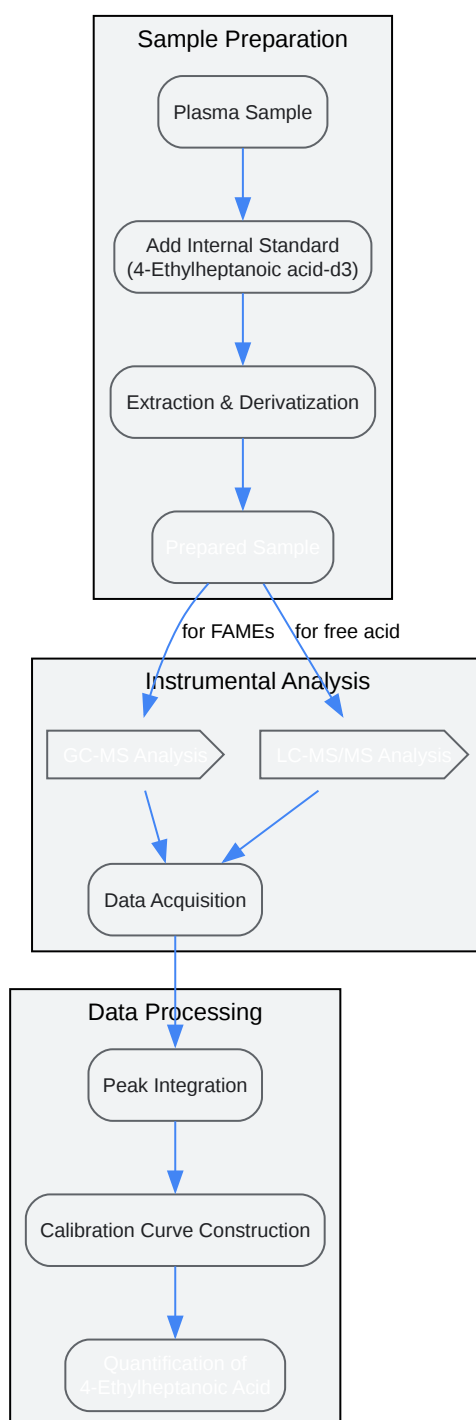 Sample Preparation
Plasma Sample
Add Internal Standard
(4-Ethylheptanoic acid-d3)
Extraction & Derivatization
Prepared Sample
for FAMEs
for free acid
Instrumental Analysis
GC-MS Analysis
LC-MS/MS Analysis
Data Acquisition
Data Processing
Peak Integration
Calibration Curve Construction
Quantification of
4-Ethylheptanoic Acid